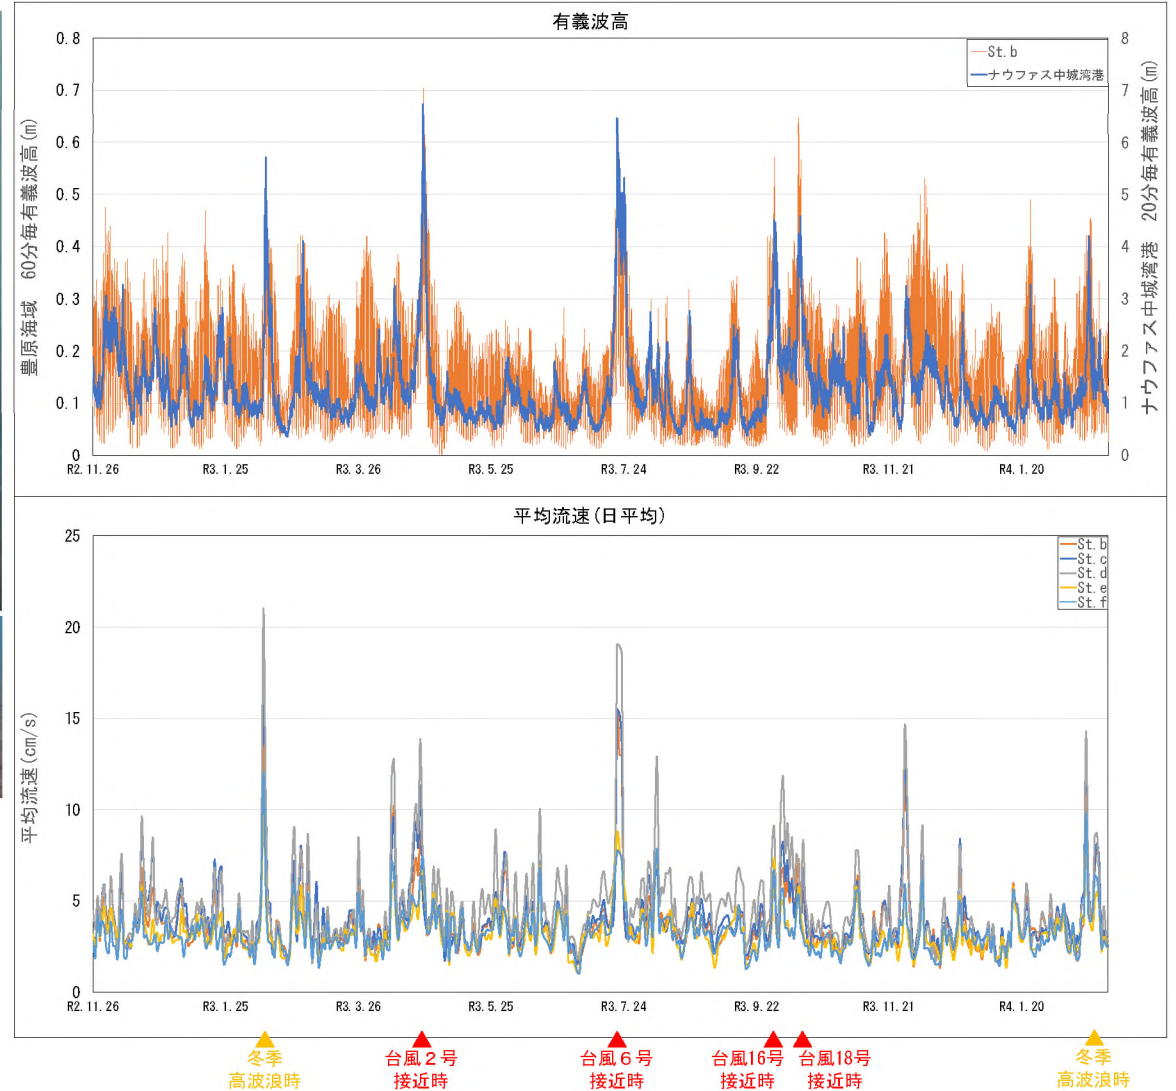 有義波高
St.b
ナウファス中城湾港
豊原海域 60分毎有義波高(m)
0.8
0.7
0.6
0.5
0.4
0.3
0.2
0.1
0
8
7
6
5
4
3
2
1
0
ナウファス中城湾港 20分毎有義波高(m)
R2.11.26 R3.1.25 R3.3.26 R3.5.25 R3.7.24 R3.9.22 R3.11.21 R4.1.20
平均流速(日平均)
St.b
St.c
St.d
St.e
St.f
平均流速(cm/s)
25
20
15
10
5
0
R2.11.26 R3.1.25 R3.3.26 R3.5.25 R3.7.24 R3.9.22 R3.11.21 R4.1.20
冬季
高波浪時
台風2号
接近時
台風6号
接近時
台風16号
接近時
台風18号
接近時
冬季
高波浪時